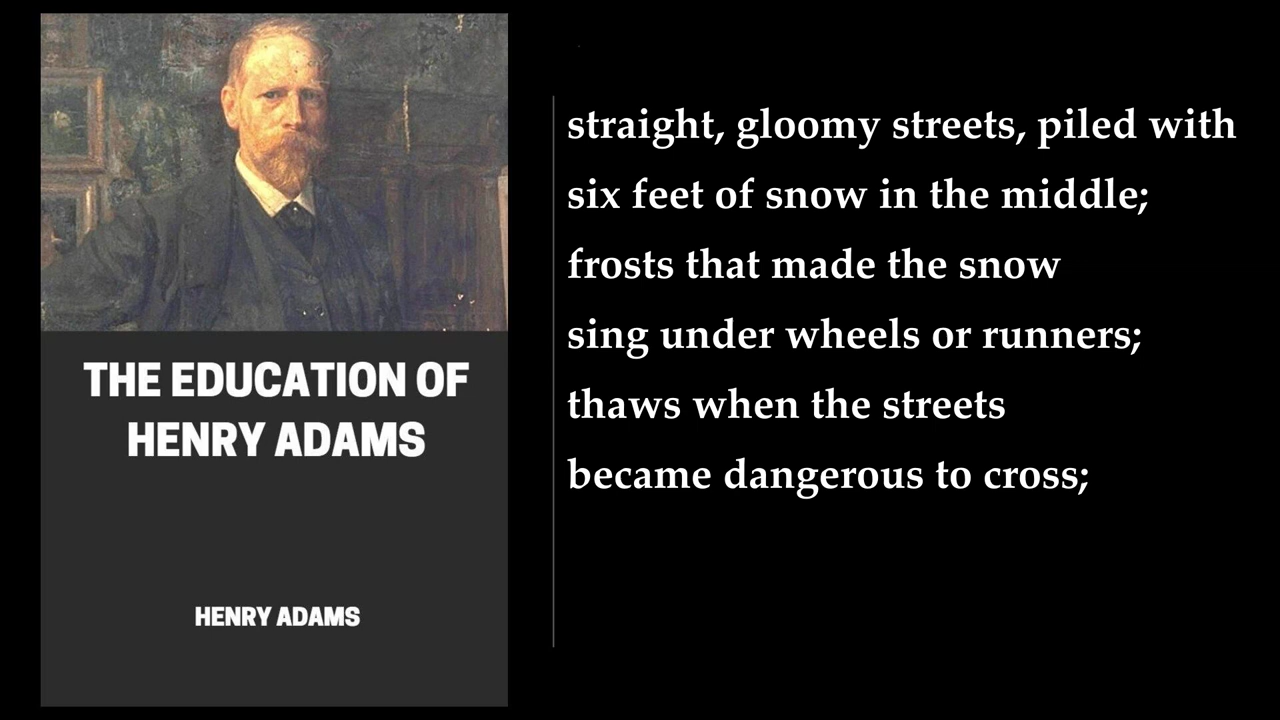 THE EDUCATION OF
HENRY ADAMS
HENRY ADAMS
straight, gloomy streets, piled with
six feet of snow in the middle;
frosts that made the snow
sing under wheels or runners;
thaws when the streets
became dangerous to cross;